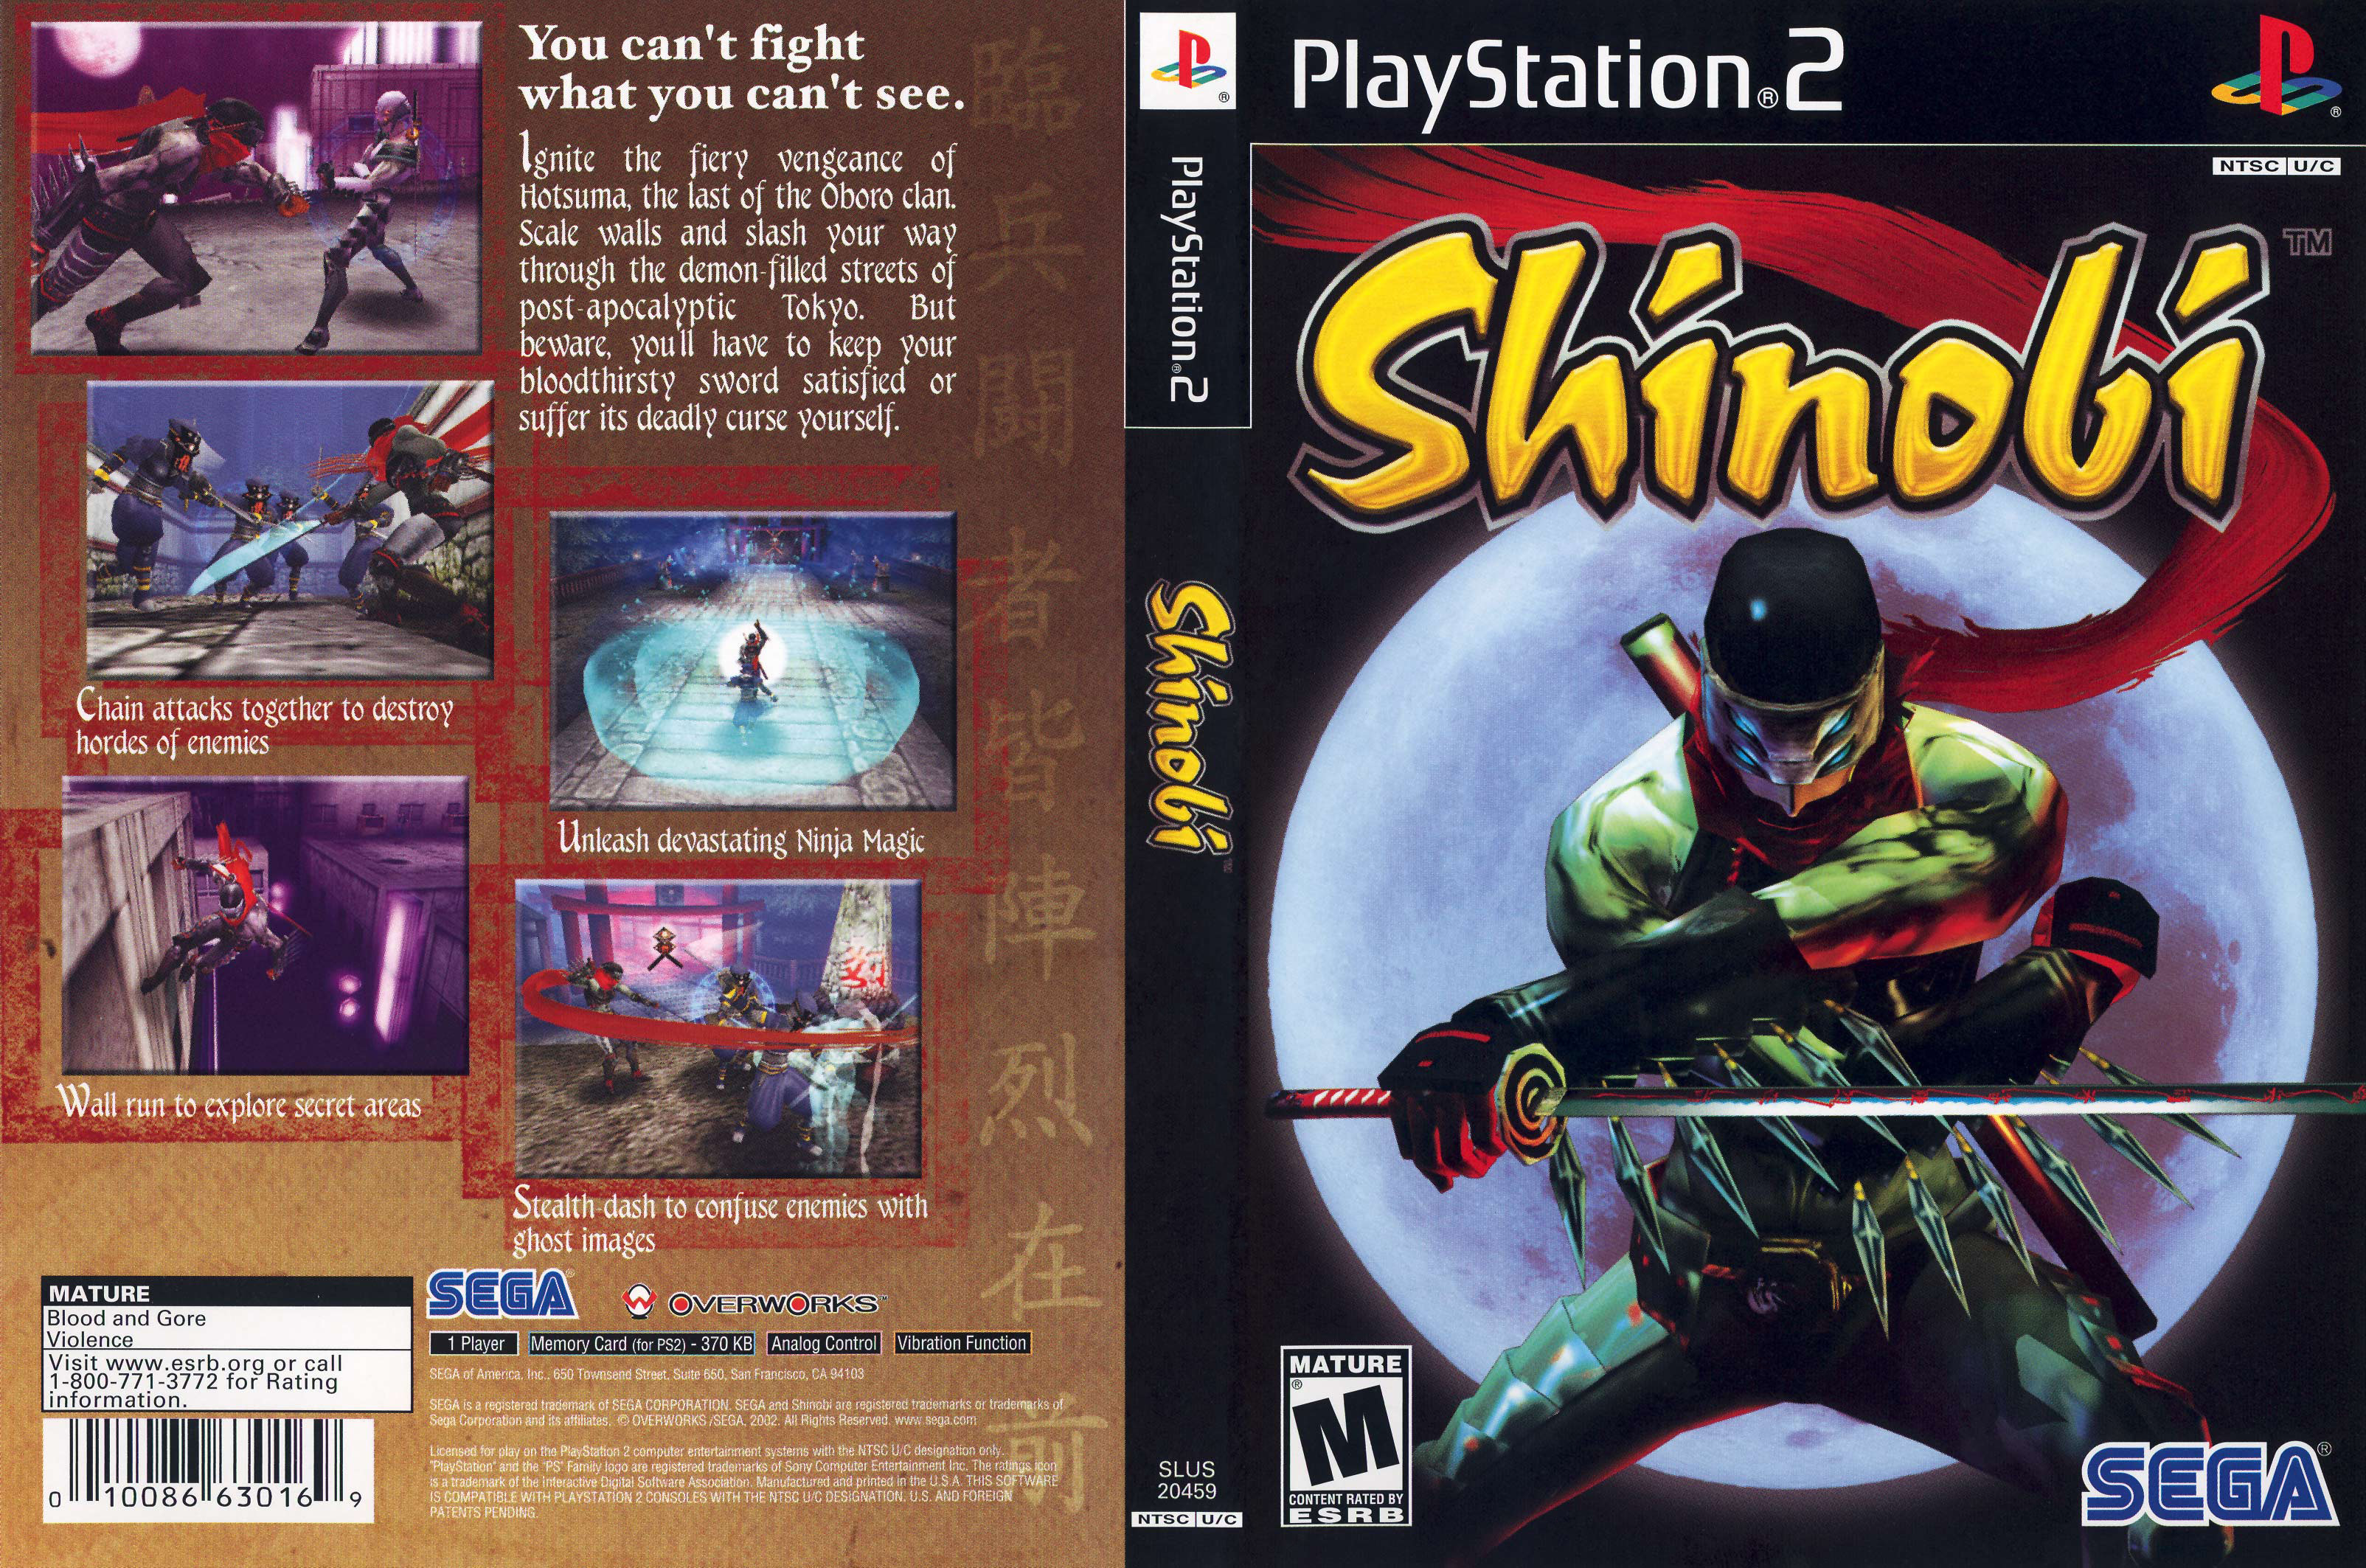 You can't fight
what you can't see.
Ignite the fiery vengeance of
Hotsuma, the last of the Oboro clan.
Scale walls and slash your way
through the demon-filled streets of
post-apocalyptic Tokyo. But
beware, you'll have to keep your
bloodthirsty sword satisfied or
suffer its deadly curse yourself.
Chain attacks together to destroy
hordes of enemies
Unleash devastating Ninja Magic
Wall run to explore secret areas
烈
Stealth-dash to confuse enemies with
ghost images
臨
兵
闘
者
皆
陣
烈
在
前
MATURE
Blood and Gore
Violence
Visit www.esrb.org or call
1-800-771-3772 for Rating
information.
0 10086 63016 9
SEGA®
OVERWORKS™
1 Player
Memory Card (for PS2) - 370 KB
Analog Control
Vibration Function
SEGA of America, Inc., 650 Townsend Street, Suite 650, San Francisco, CA 94103
SEGA is a registered trademark of SEGA CORPORATION. SEGA and Shinobi are registered trademarks or trademarks of
Sega Corporation and its affiliates. © OVERWORKS /SEGA, 2002. All Rights Reserved. www.sega.com
Licensed for play on the PlayStation 2 computer entertainment systems with the NTSC U/C designation only.
"PlayStation" and the "PS" Family logo are registered trademarks of Sony Computer Entertainment Inc. The ratings icon
is a trademark of the Interactive Digital Software Association. Manufactured and printed in the U.S.A. THIS SOFTWARE
IS COMPATIBLE WITH PLAYSTATION 2 CONSOLES WITH THE NTSC U/C DESIGNATION. U.S. AND FOREIGN
PATENTS PENDING.
®
PlayStation®2
Shinobi
™
SLUS
20459
NTSC U/C
PlayStation®2
®
NTSC U/C
Shinobi
™
MATURE
®
M
CONTENT RATED BY
ESRB
SEGA®